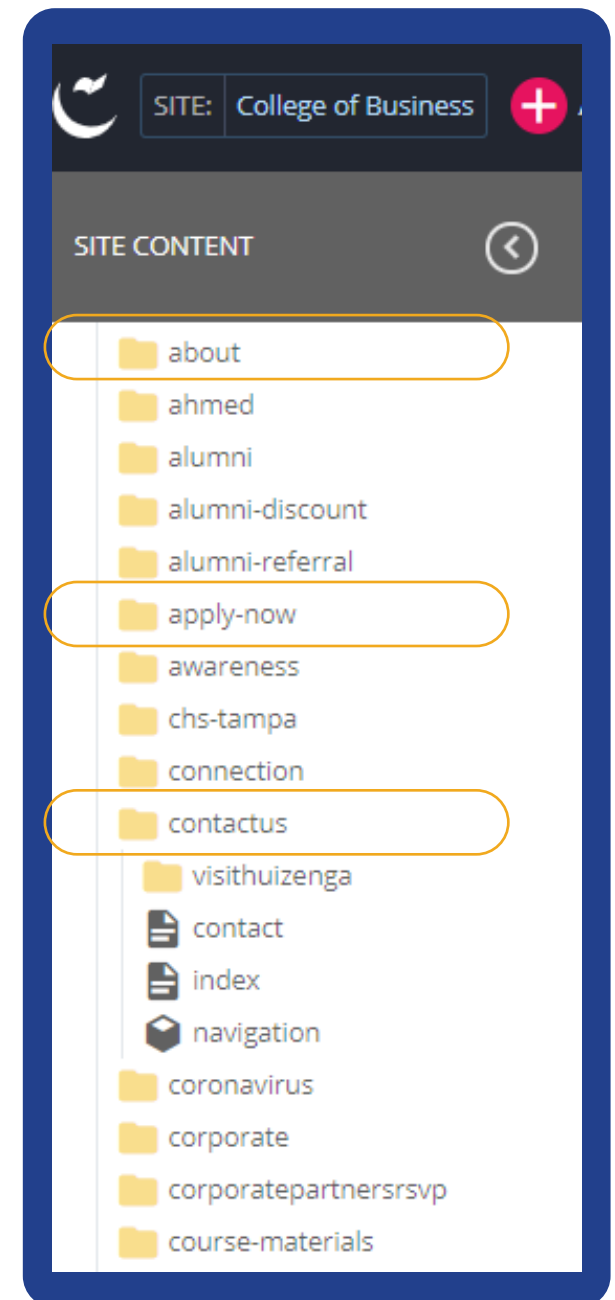 SITE: College of Business
SITE CONTENT
about
ahmed
alumni
alumni-discount
alumni-referral
apply-now
awareness
chs-tampa
connection
contactus
visithuizenga
contact
index
navigation
coronavirus
corporate
corporatepartnersrsvp
course-materials